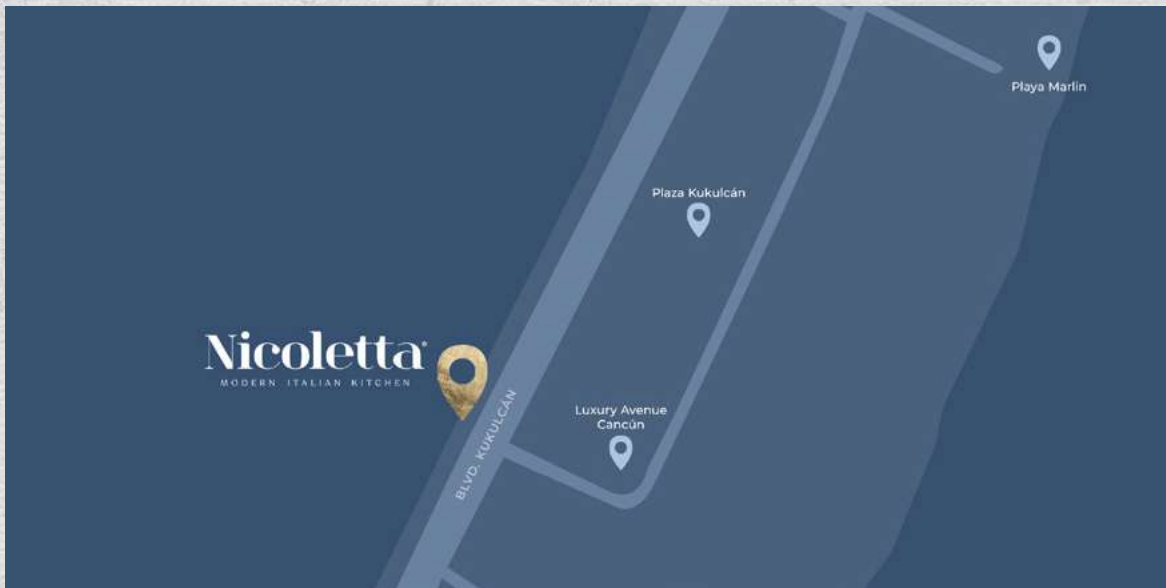 Playa Marlin
Plaza Kukulcán
Nicoletta®
MODERN ITALIAN KITCHEN
Luxury Avenue
Cancún
BLVD. KUKULCÁN